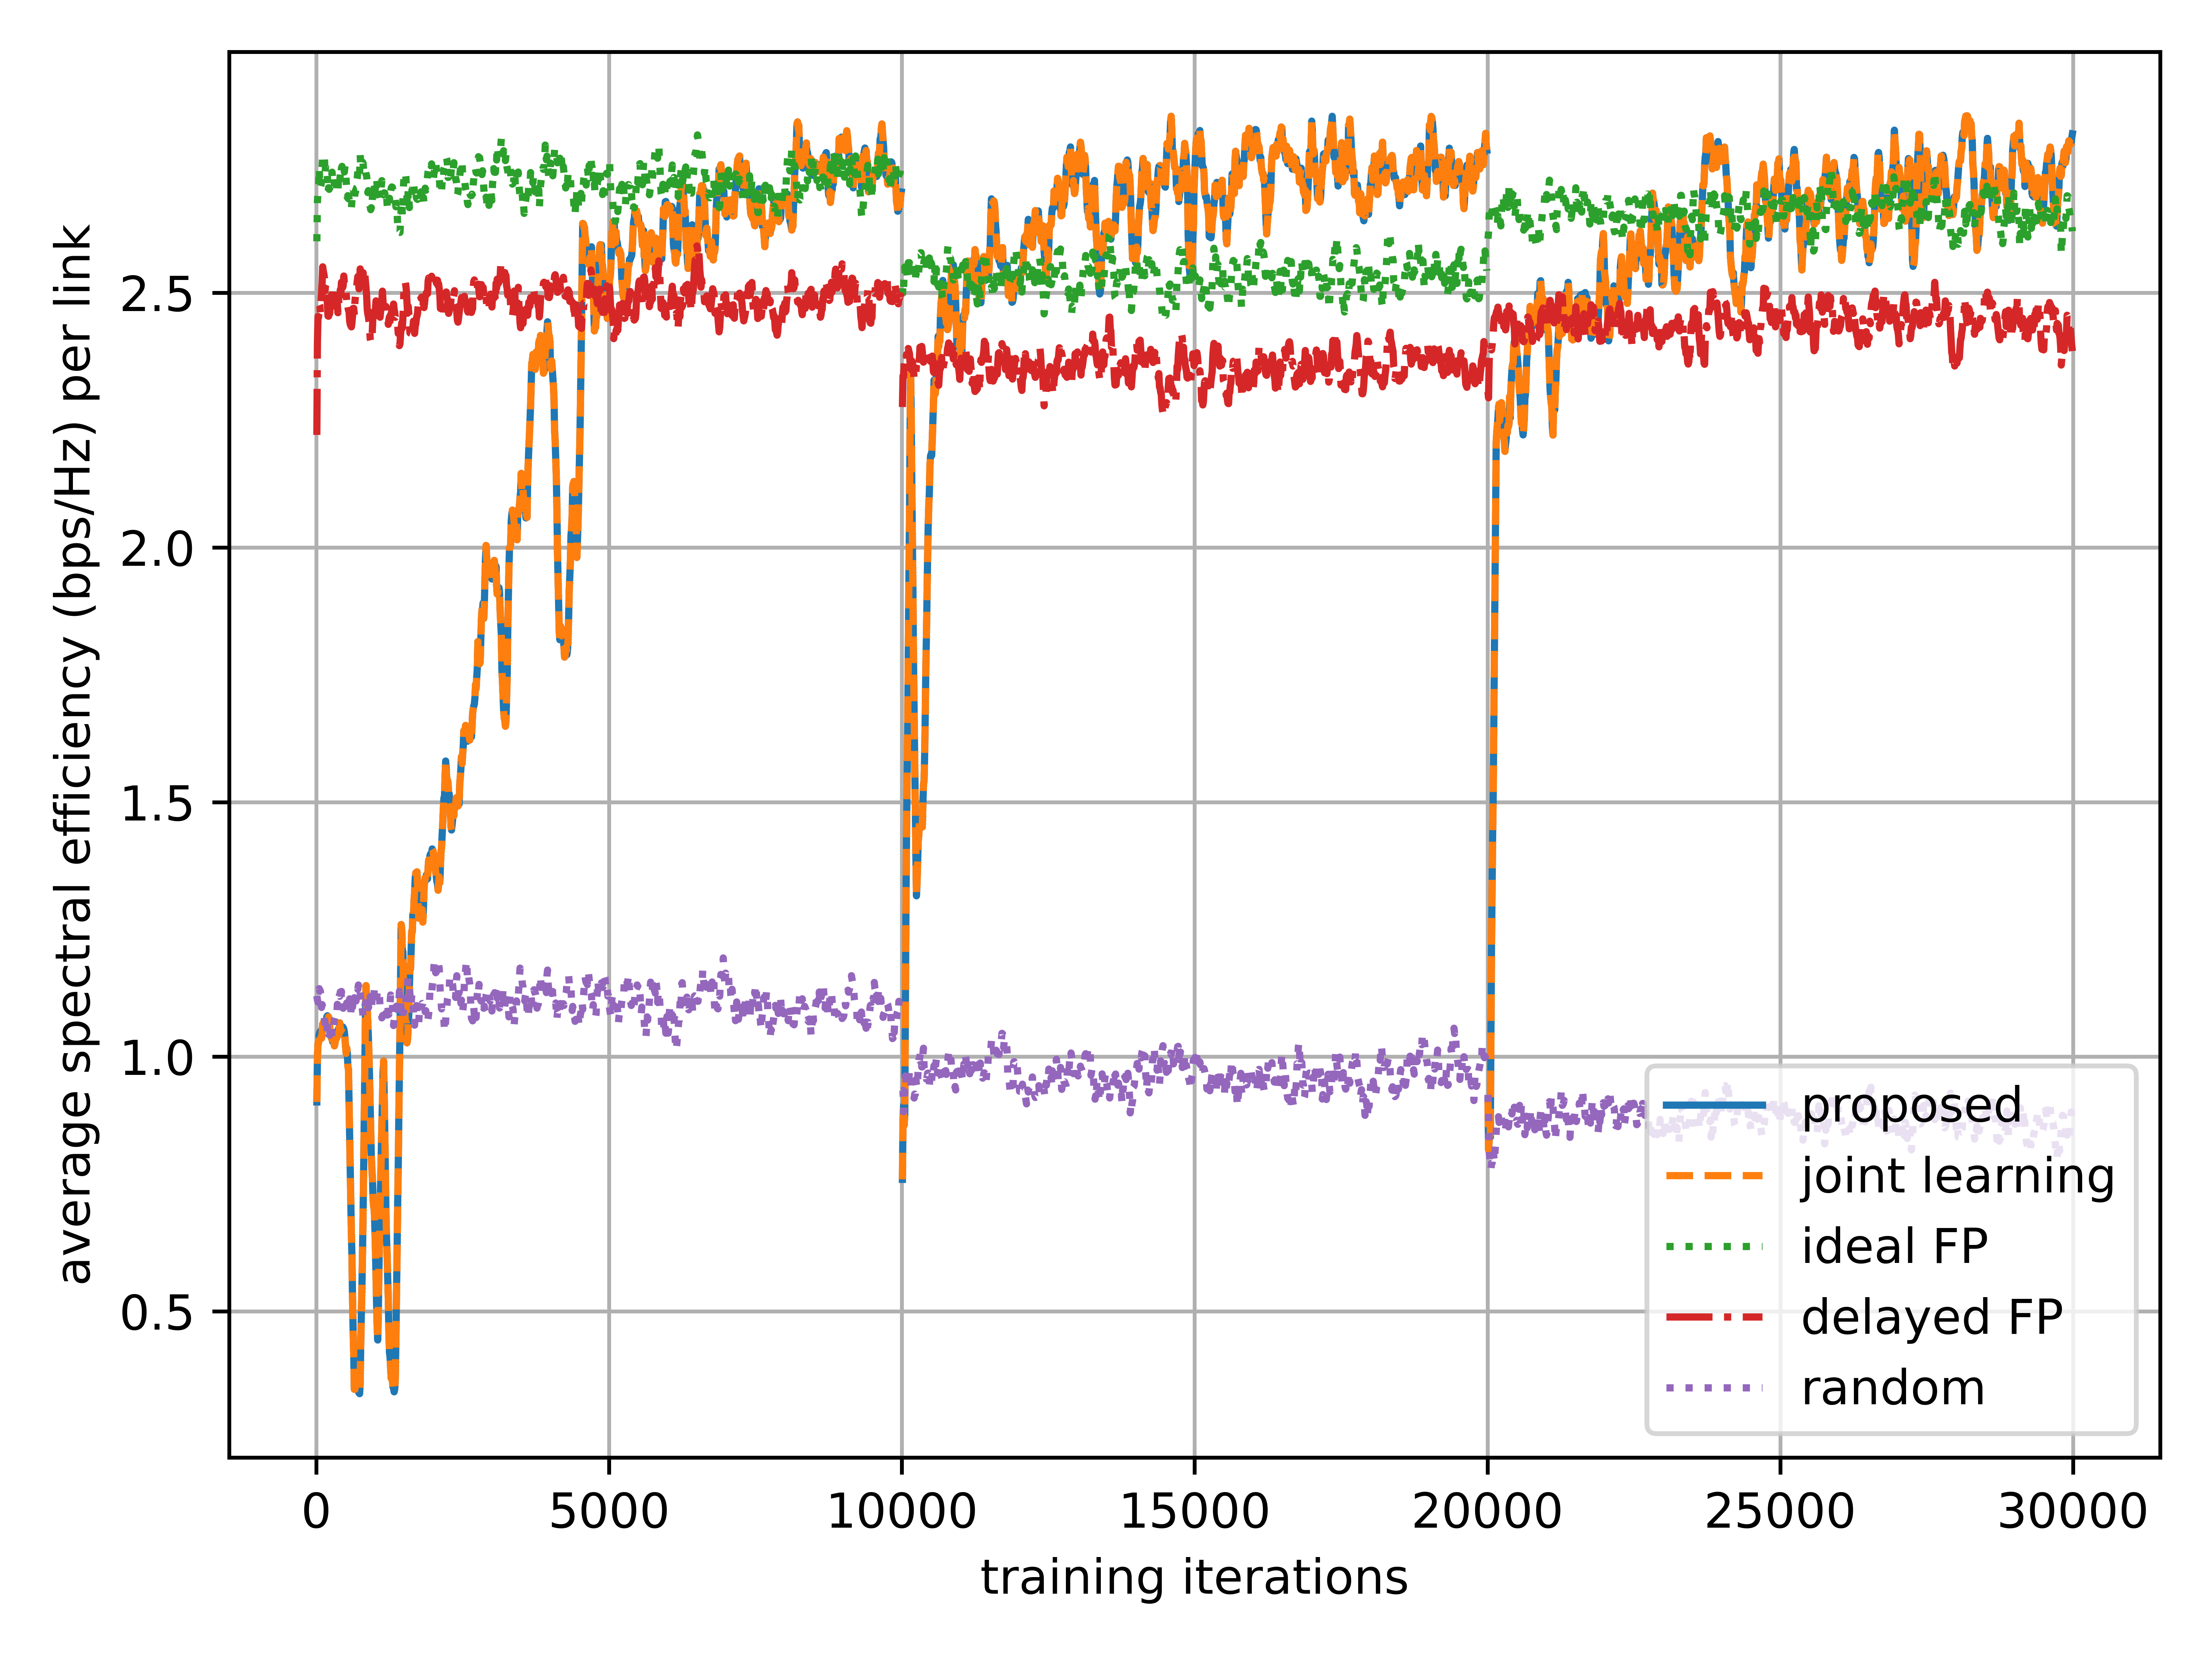 average spectral efficiency (bps/Hz) per link
2.5
2.0
1.5
1.0
0.5
proposed
joint learning
ideal FP
delayed FP
random
0 5000 10000 15000 20000 25000 30000
training iterations